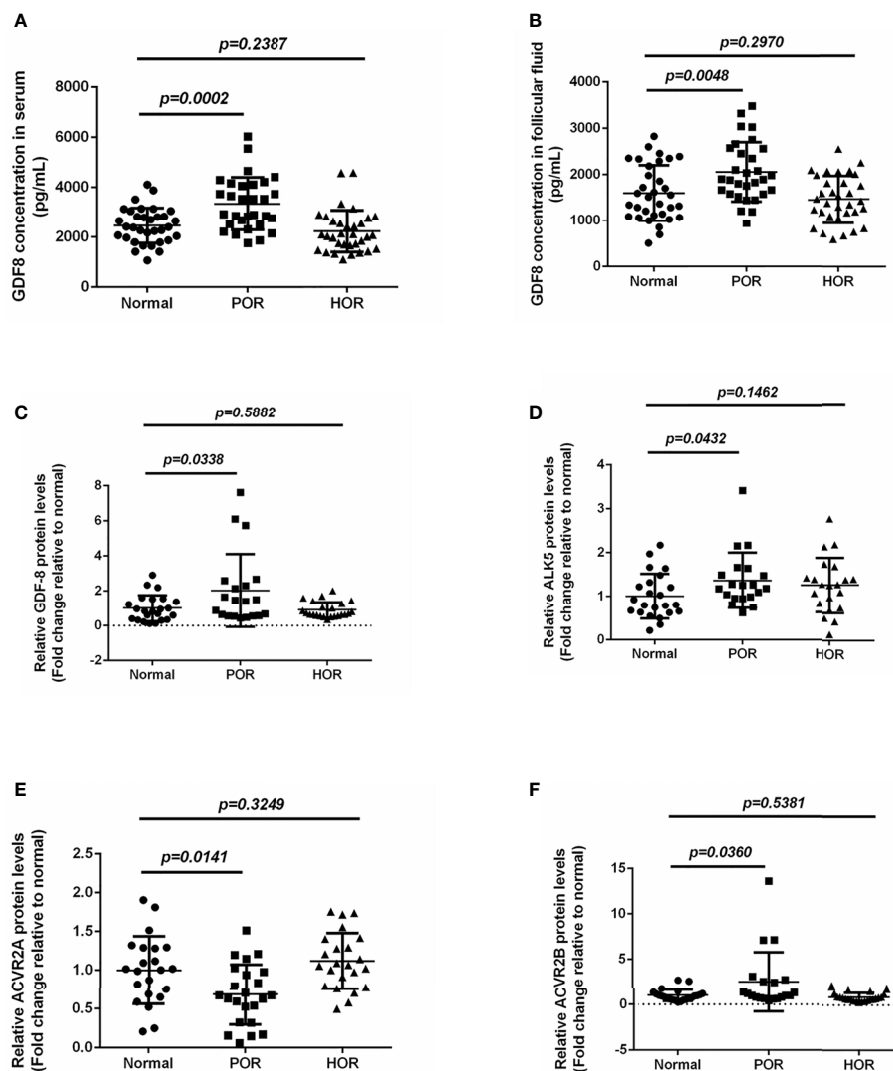 A
p=0.2387
p=0.0002
GDF8 concentration in serum
(pg/mL)
8000
6000
4000
2000
0
Normal
POR
HOR
B
p=0.2970
p=0.0048
GDF8 concentration in follicular fluid
(pg/mL)
4000
3000
2000
1000
0
Normal
POR
HOR
C
p=0.5882
p=0.0338
Relative GDF-8 protein levels
(Fold change relative to normal)
8
6
4
2
0
-2
Normal
POR
HOR
D
p=0.1462
p=0.0432
Relative ALK5 protein levels
(Fold change relative to normal)
4
3
2
1
0
Normal
POR
HOR
E
p=0.3249
p=0.0141
Relative ACVR2A protein levels
(Fold change relative to normal)
2.5
2.0
1.5
1.0
0.5
0.0
Normal
POR
HOR
F
p=0.5381
p=0.0360
Relative ACVR2B protein levels
(Fold change relative to normal)
15
10
5
0
-5
Normal
POR
HOR